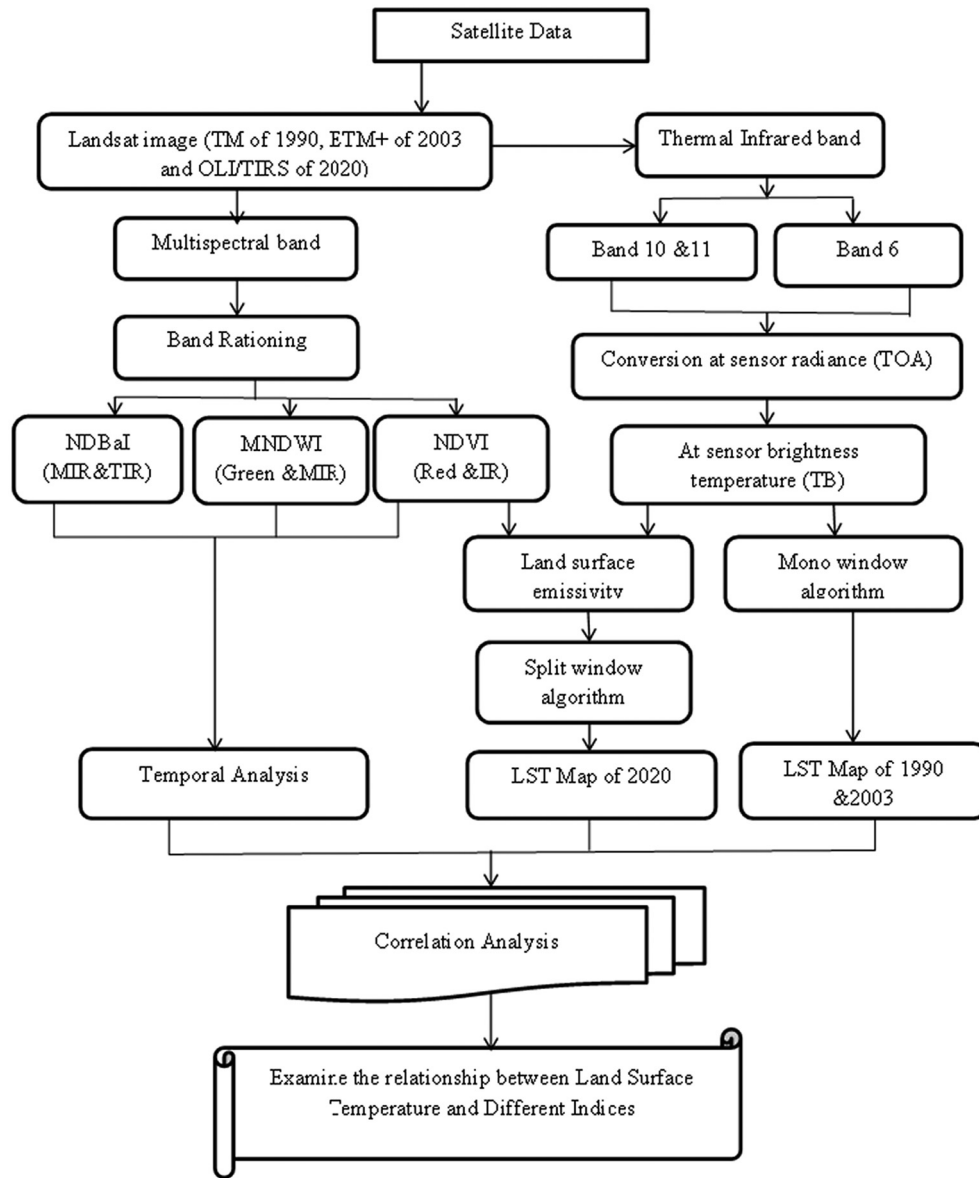 Satellite Data
Landsat image (TM of 1990, ETM+ of 2003
and OLI/TIRS of 2020)
Thermal Infrared band
Multispectral band
Band 10 &11
Band 6
Band Rationing
Conversion at sensor radiance (TOA)
NDBaI
(MIR&TIR)
MNDWI
(Green &MIR)
NDVI
(Red &IR)
At sensor brightness
temperature (TB)
Land surface
emissivity
Mono window
algorithm
Split window
algorithm
Temporal Analysis
LST Map of 2020
LST Map of 1990
&2003
Correlation Analysis
Examine the relationship between Land Surface
Temperature and Different Indices